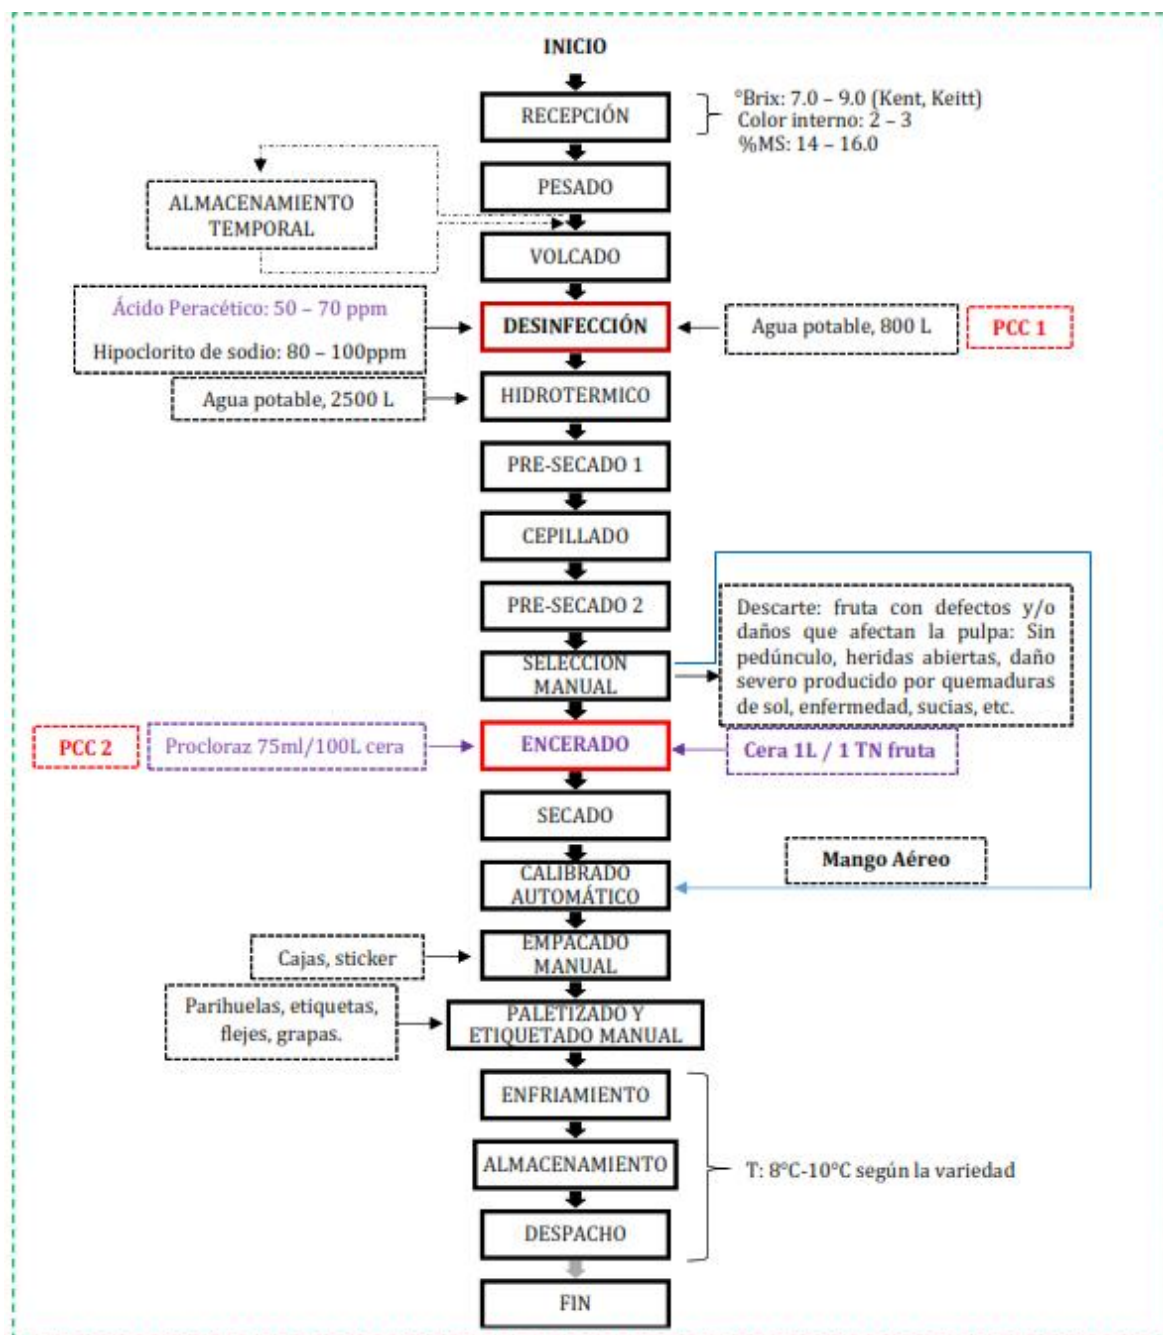 INICIO
RECEPCIÓN
°Brix: 7.0 – 9.0 (Kent, Keitt)
Color interno: 2 – 3
%MS: 14 – 16.0
PESADO
ALMACENAMIENTO
TEMPORAL
VOLCADO
Ácido Peracético: 50 – 70 ppm
Hipoclorito de sodio: 80 – 100ppm
DESINFECCIÓN
Agua potable, 800 L
PCC 1
Agua potable, 2500 L
HIDROTERMICO
PRE-SECADO 1
CEPILLADO
PRE-SECADO 2
SELECCIÓN
MANUAL
Descarte: fruta con defectos y/o
daños que afectan la pulpa: Sin
pedúnculo, heridas abiertas, daño
severo producido por quemaduras
de sol, enfermedad, sucias, etc.
PCC 2
Procloraz 75ml/100L cera
ENCERADO
Cera 1L / 1 TN fruta
SECADO
Mango Aéreo
CALIBRADO
AUTOMÁTICO
Cajas, sticker
EMPACADO
MANUAL
Parihuelas, etiquetas,
flejes, grapas.
PALETIZADO Y
ETIQUETADO MANUAL
ENFRIAMIENTO
ALMACENAMIENTO
T: 8°C-10°C según la variedad
DESPACHO
FIN